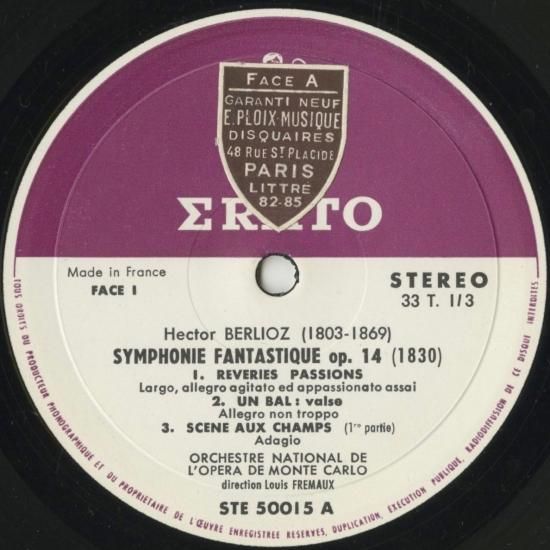 FACE A
GARANTI NEUF
E. PLOIX-MUSIQUE
DISQUAIRES
48 RUE ST PLACIDE
PARIS
LITTRE
82-85
ΣRATO
Made in France
FACE I
STEREO
33 T. 1/3
Hector BERLIOZ (1803-1869)
SYMPHONIE FANTASTIQUE op. 14 (1830)
1. REVERIES PASSIONS
Largo, allegro agitato ed appassionato assai
2. UN BAL : valse
Allegro non troppo
3. SCENE AUX CHAMPS (1re partie)
Adagio
ORCHESTRE NATIONAL DE
L'OPERA DE MONTE CARLO
direction Louis FREMAUX
STE 50015 A
TOUS DROITS DU PRODUCTEUR PHONOGRAPHIQUE ET DU PROPRIETAIRE DE L'ŒUVRE ENREGISTREE RESERVES, DUPLICATION, EXECUTION PUBLIQUE, RADIODIFFUSION DE CE DISQUE INTERDITES